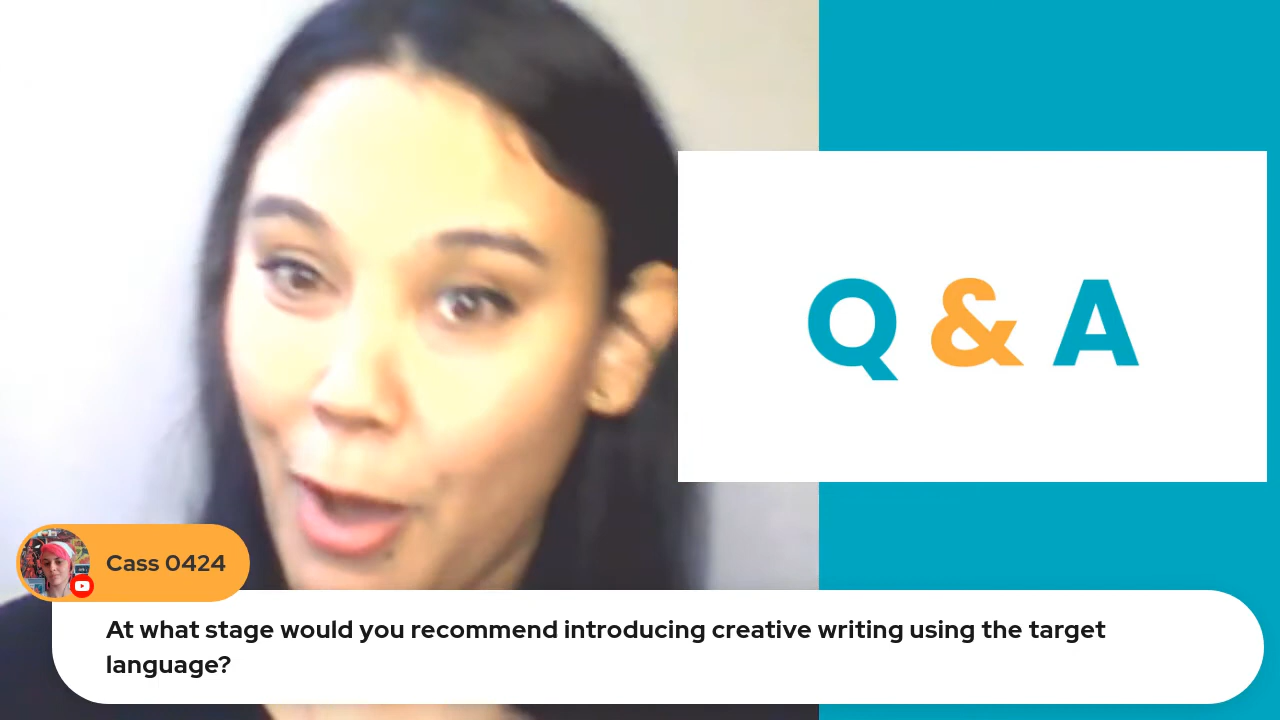 Q & A
Cass 0424
At what stage would you recommend introducing creative writing using the target
language?